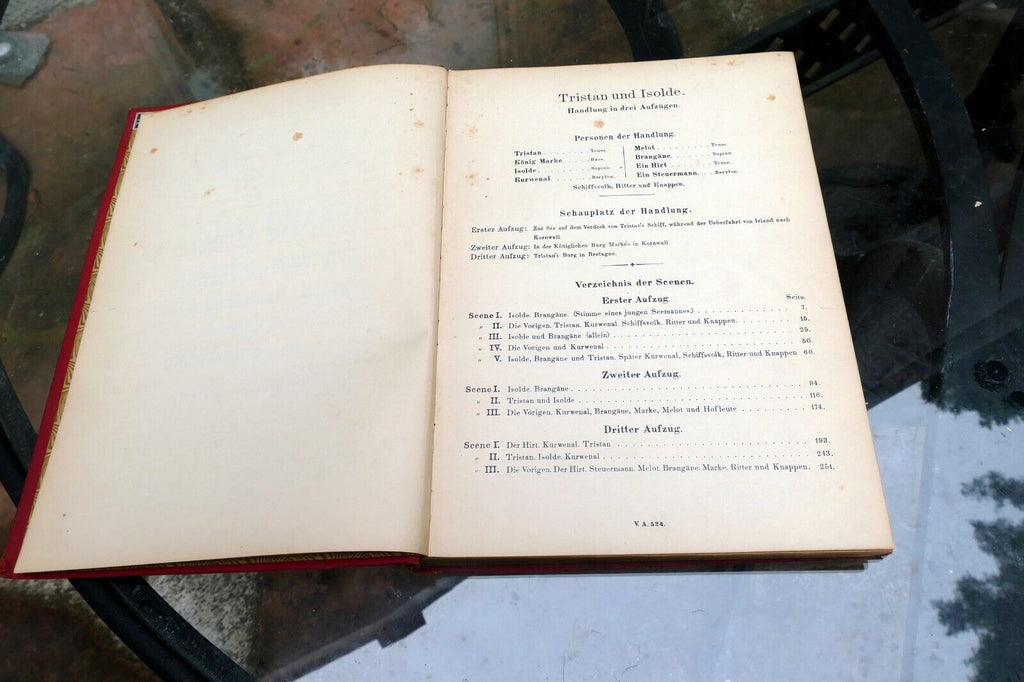 Tristan und Isolde.
Handlung in drei Aufzügen.
Personen der Handlung.
Tristan . . . . . . . . Tenor.
König Marke . . . . . Bass.
Isolde . . . . . . . . Sopran.
Kurwenal . . . . . . . Baryton.
Melot . . . . . . . . Tenor.
Brangäne . . . . . . . Sopran.
Ein Hirt . . . . . . . Tenor.
Ein Steuermann . . . Baryton.
Schiffsvolk, Ritter und Knappen.
Schauplatz der Handlung.
Erster Aufzug: Zur See auf dem Verdeck von Tristan's Schiff, während der Ueberfahrt von Irland nach
Kornwall.
Zweiter Aufzug: In der Königlichen Burg Marke's in Kornwall.
Dritter Aufzug: Tristan's Burg in Bretagne.
Verzeichnis der Scenen.
Erster Aufzug. Seite.
Scene I. Isolde. Brangäne. (Stimme eines jungen Seemannes.) . . . . . . . . . . 7.
„ II. Die Vorigen. Tristan. Kurwenal. Schiffsvolk. Ritter und Knappen. . . . . . . 15.
„ III. Isolde und Brangäne (allein) . . . . . . . . . . . . . . . . . . 25.
„ IV. Die Vorigen und Kurwenal . . . . . . . . . . . . . . . . . . . 50.
„ V. Isolde, Brangäne und Tristan. Später Kurwenal, Schiffsvolk, Ritter und Knappen 60.
Zweiter Aufzug.
Scene I. Isolde. Brangäne . . . . . . . . . . . . . . . . . . . . . . 94.
„ II. Tristan und Isolde . . . . . . . . . . . . . . . . . . . . . . 116.
„ III. Die Vorigen. Kurwenal, Brangäne, Marke, Melot und Hofleute . . . . . . . . 174.
Dritter Aufzug.
Scene I. Der Hirt. Kurwenal. Tristan . . . . . . . . . . . . . . . . . . 193.
„ II. Tristan. Isolde. Kurwenal . . . . . . . . . . . . . . . . . . . 243.
„ III. Die Vorigen. Der Hirt. Steuermann. Melot. Brangäne. Marke. Ritter und Knappen. 251.
V. A. 524.